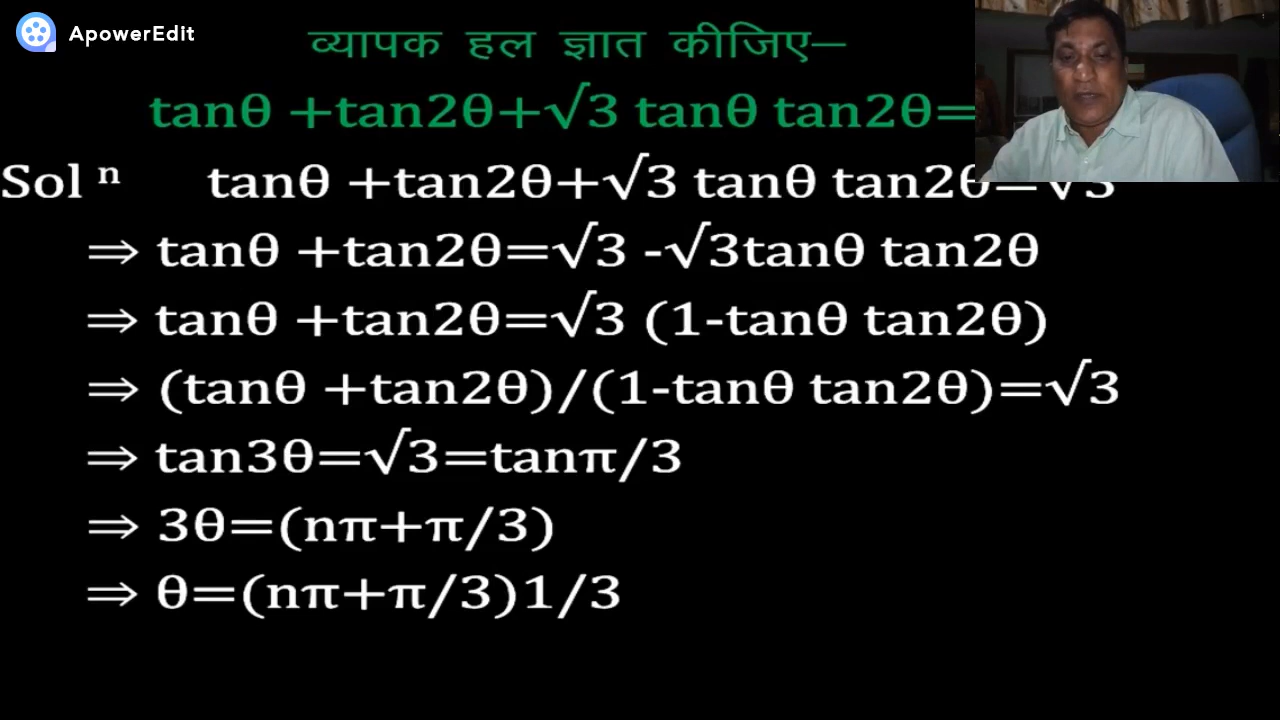 ApowerEdit
व्यापक हल ज्ञात कीजिए–
tanθ +tan2θ+√3 tanθ tan2θ=
Sol ⁿ tanθ +tan2θ+√3 tanθ tan2θ=√3
⇒ tanθ +tan2θ=√3 -√3tanθ tan2θ
⇒ tanθ +tan2θ=√3 (1-tanθ tan2θ)
⇒ (tanθ +tan2θ)/(1-tanθ tan2θ)=√3
⇒ tan3θ=√3=tanπ/3
⇒ 3θ=(nπ+π/3)
⇒ θ=(nπ+π/3)1/3